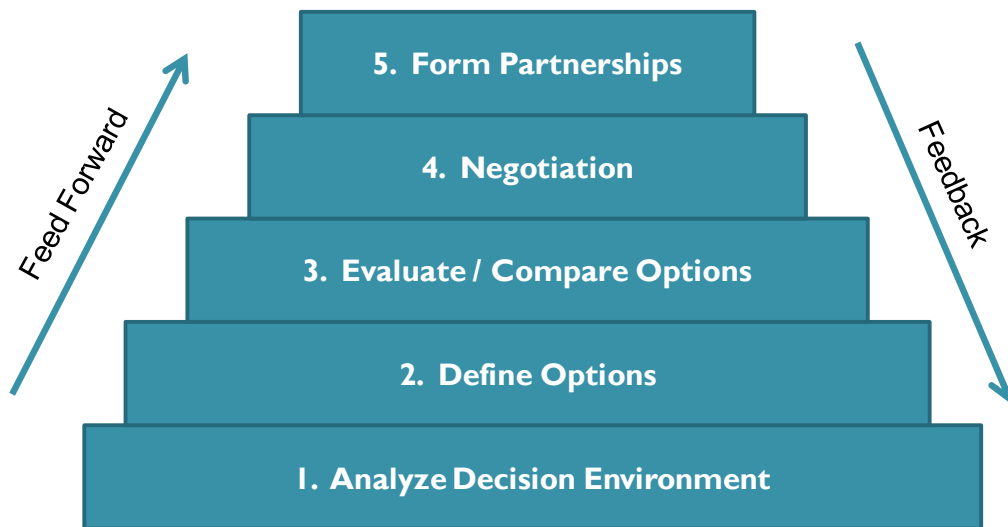 5. Form Partnerships
4. Negotiation
3. Evaluate / Compare Options
2. Define Options
1. Analyze Decision Environment
Feed Forward
Feedback